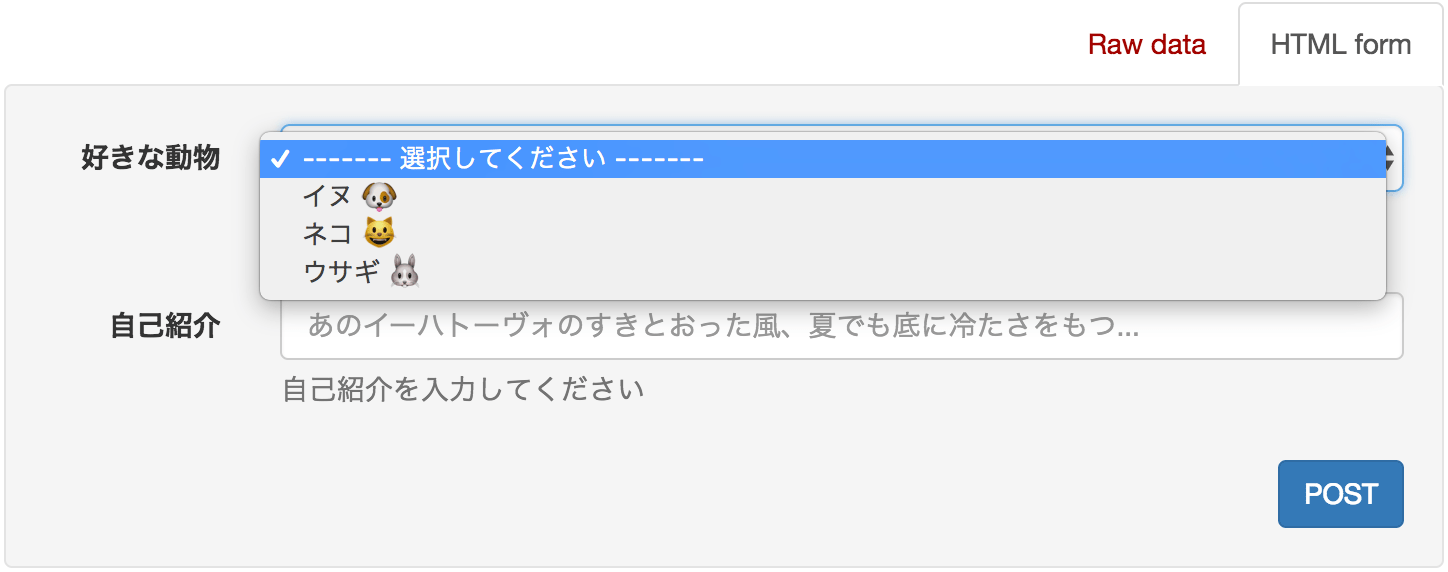 Raw data
HTML form
好きな動物
✓ ------- 選択してください -------
イヌ 🐶
ネコ 😺
ウサギ 🐰
自己紹介
あのイーハトーヴォのすきとおった風、夏でも底に冷たさをもつ...
自己紹介を入力してください
POST